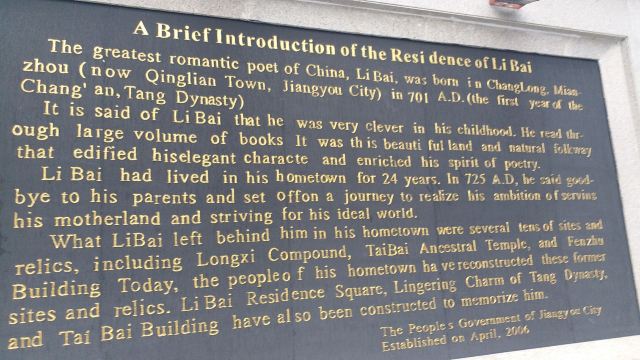 A Brief Introduction of the Resi dence of Li Bai
The greatest romantic poet of China, Li Bai, was born in ChangLong, Mian-
zhou (now Qinglian Town, Jiangyou City) in 701 A.D. (the first year of the
Chang' an, Tang Dynasty)
It is said of Li Bai that he was very clever in his childhood. He read thr-
ough large volume of books It was this beauti ful land and natural folkway
that edified hiselegant characte and enriched his spirit of poetry.
Li Bai had lived in his hometown for 24 years. In 725 A.D, he said good-
bye to his parents and set offon a journey to realize his ambition of serving
his motherland and striving for his ideal world.
What LiBai left behind him in his hometown were several tens of sites and
relics, including Longxi Compound, TaiBai Ancestral Temple, and Fenzhu
Building Today, the peopleo f his hometown ha ve reconstructed these former
sites and relics. Li Bai Residence Square, Lingering Charm of Tang Dynasty,
and Tai Bai Building have also been constructed to memorize him.
The People's Government of Jiangyou City
Established on April, 2006